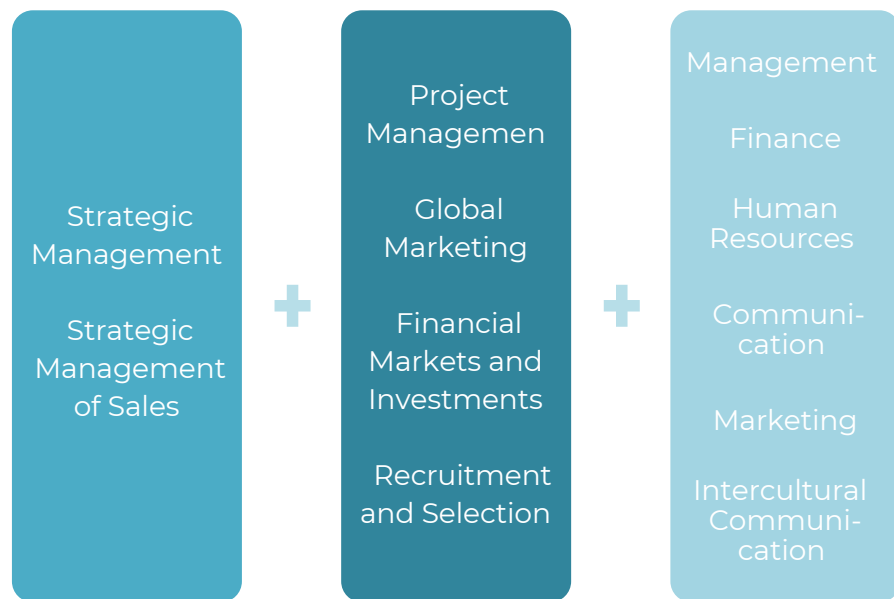 Strategic
Management
Strategic
Management
of Sales
Project
Managemen
Global
Marketing
Financial
Markets and
Investments
Recruitment
and Selection
Management
Finance
Human
Resources
Communi-
cation
Marketing
Intercultural
Communi-
cation